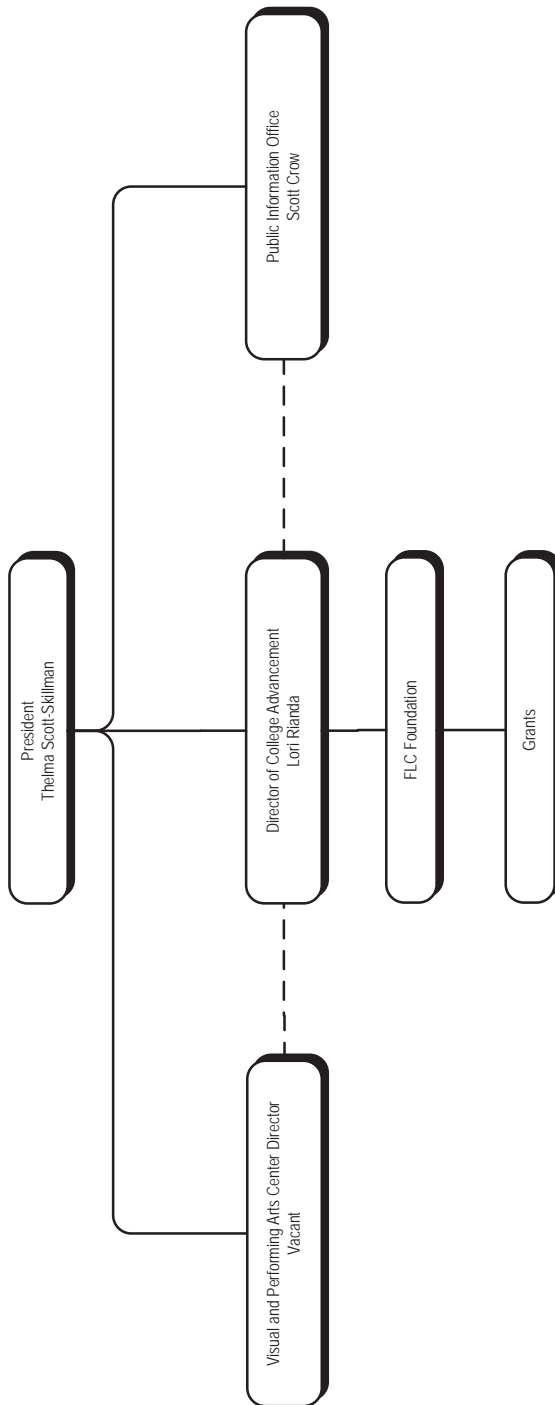 President
Thelma Scott-Skillman
Visual and Performing Arts Center Director
Vacant
Director of College Advancement
Lori Rianda
Public Information Office
Scott Crow
FLC Foundation
Grants